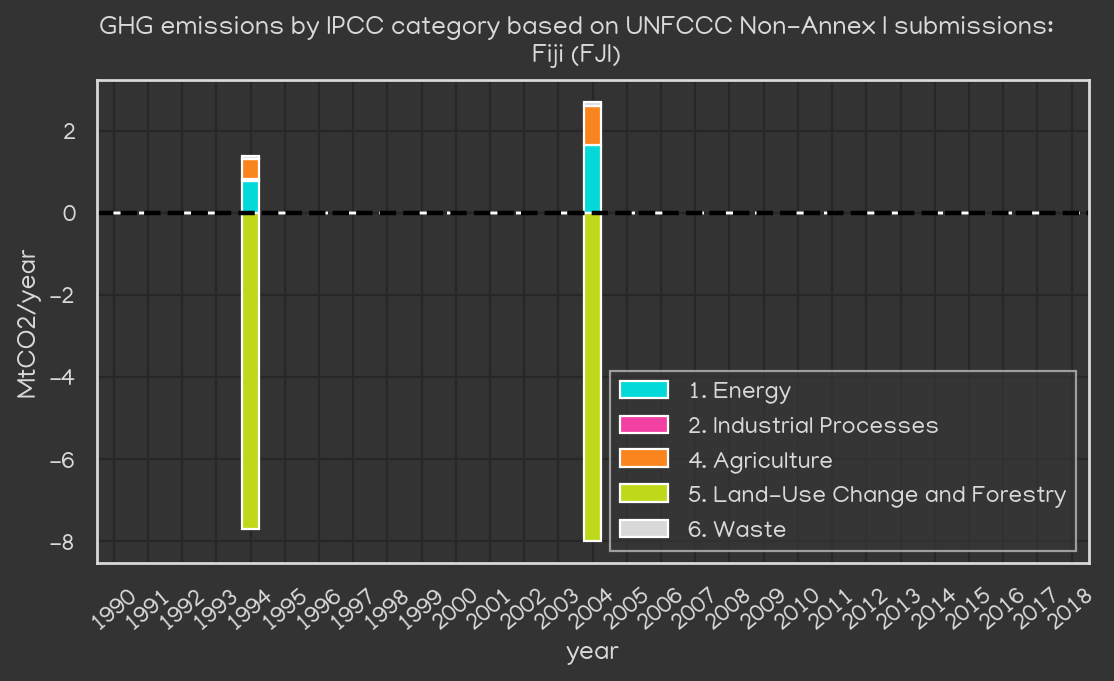 GHG emissions by IPCC category based on UNFCCC Non-Annex I submissions:
Fiji (FJI)
MtCO2/year
2
0
−2
−4
−6
−8
1. Energy
2. Industrial Processes
4. Agriculture
5. Land-Use Change and Forestry
6. Waste
1990 1991 1992 1993 1994 1995 1996 1997 1998 1999 2000 2001 2002 2003 2004 2005 2006 2007 2008 2009 2010 2011 2012 2013 2014 2015 2016 2017 2018
year